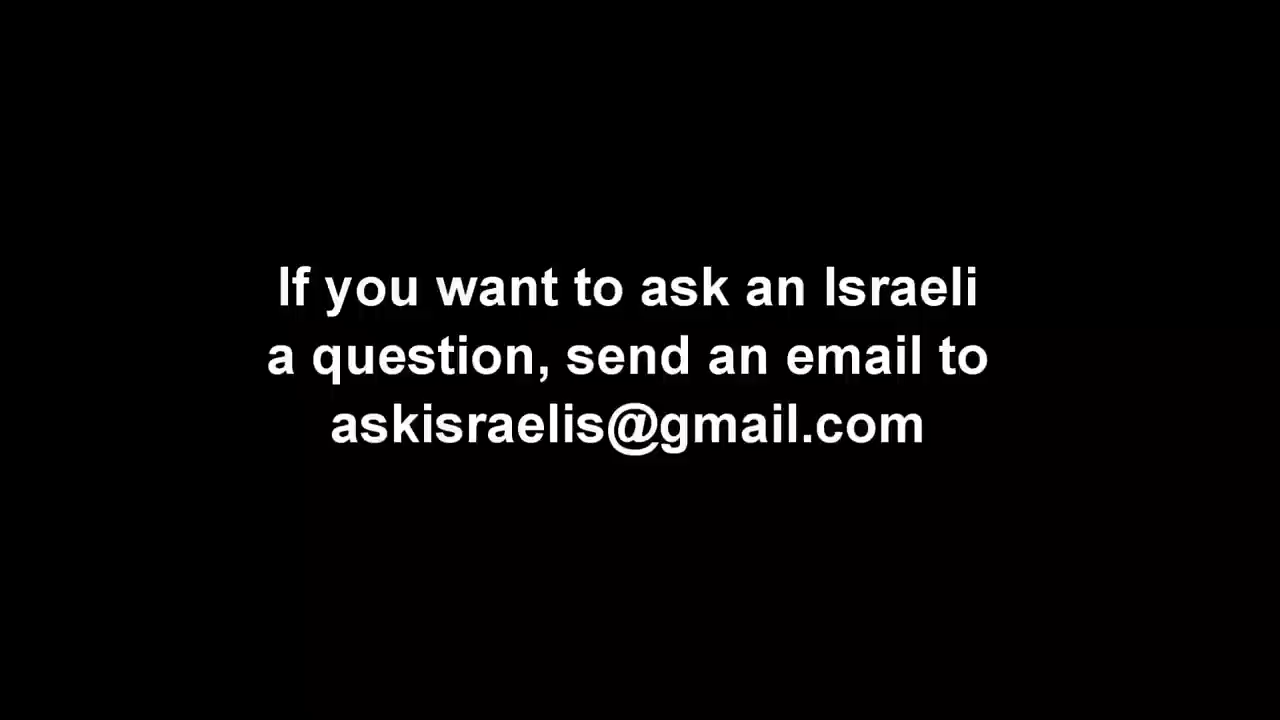 If you want to ask an Israeli
a question, send an email to
askisraelis@gmail.com